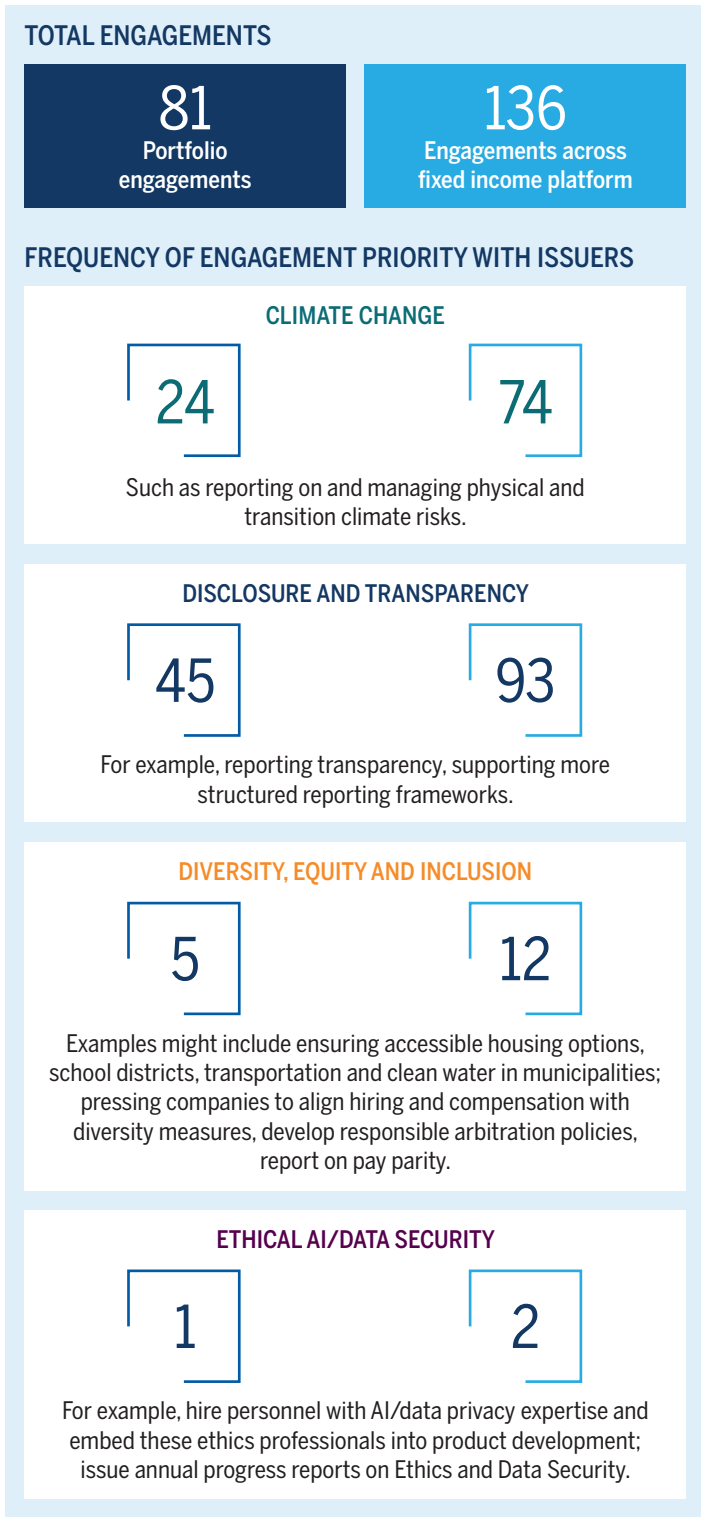 TOTAL ENGAGEMENTS
81
Portfolio
engagements
136
Engagements across
fixed income platform
FREQUENCY OF ENGAGEMENT PRIORITY WITH ISSUERS
CLIMATE CHANGE
24
74
Such as reporting on and managing physical and
transition climate risks.
DISCLOSURE AND TRANSPARENCY
45
93
For example, reporting transparency, supporting more
structured reporting frameworks.
DIVERSITY, EQUITY AND INCLUSION
5
12
Examples might include ensuring accessible housing options,
school districts, transportation and clean water in municipalities;
pressing companies to align hiring and compensation with
diversity measures, develop responsible arbitration policies,
report on pay parity.
ETHICAL AI/DATA SECURITY
1
2
For example, hire personnel with AI/data privacy expertise and
embed these ethics professionals into product development;
issue annual progress reports on Ethics and Data Security.